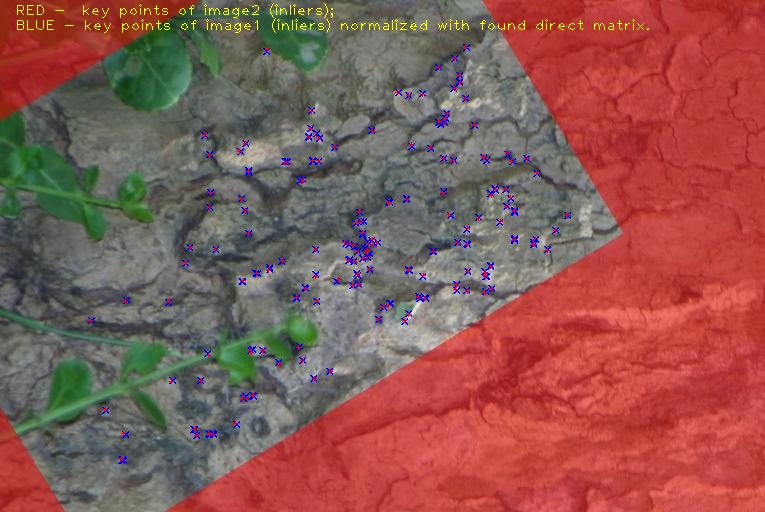 RED -  key points of image2 (inliers);
BLUE - key points of image1 (inliers) normalized with found direct matrix.